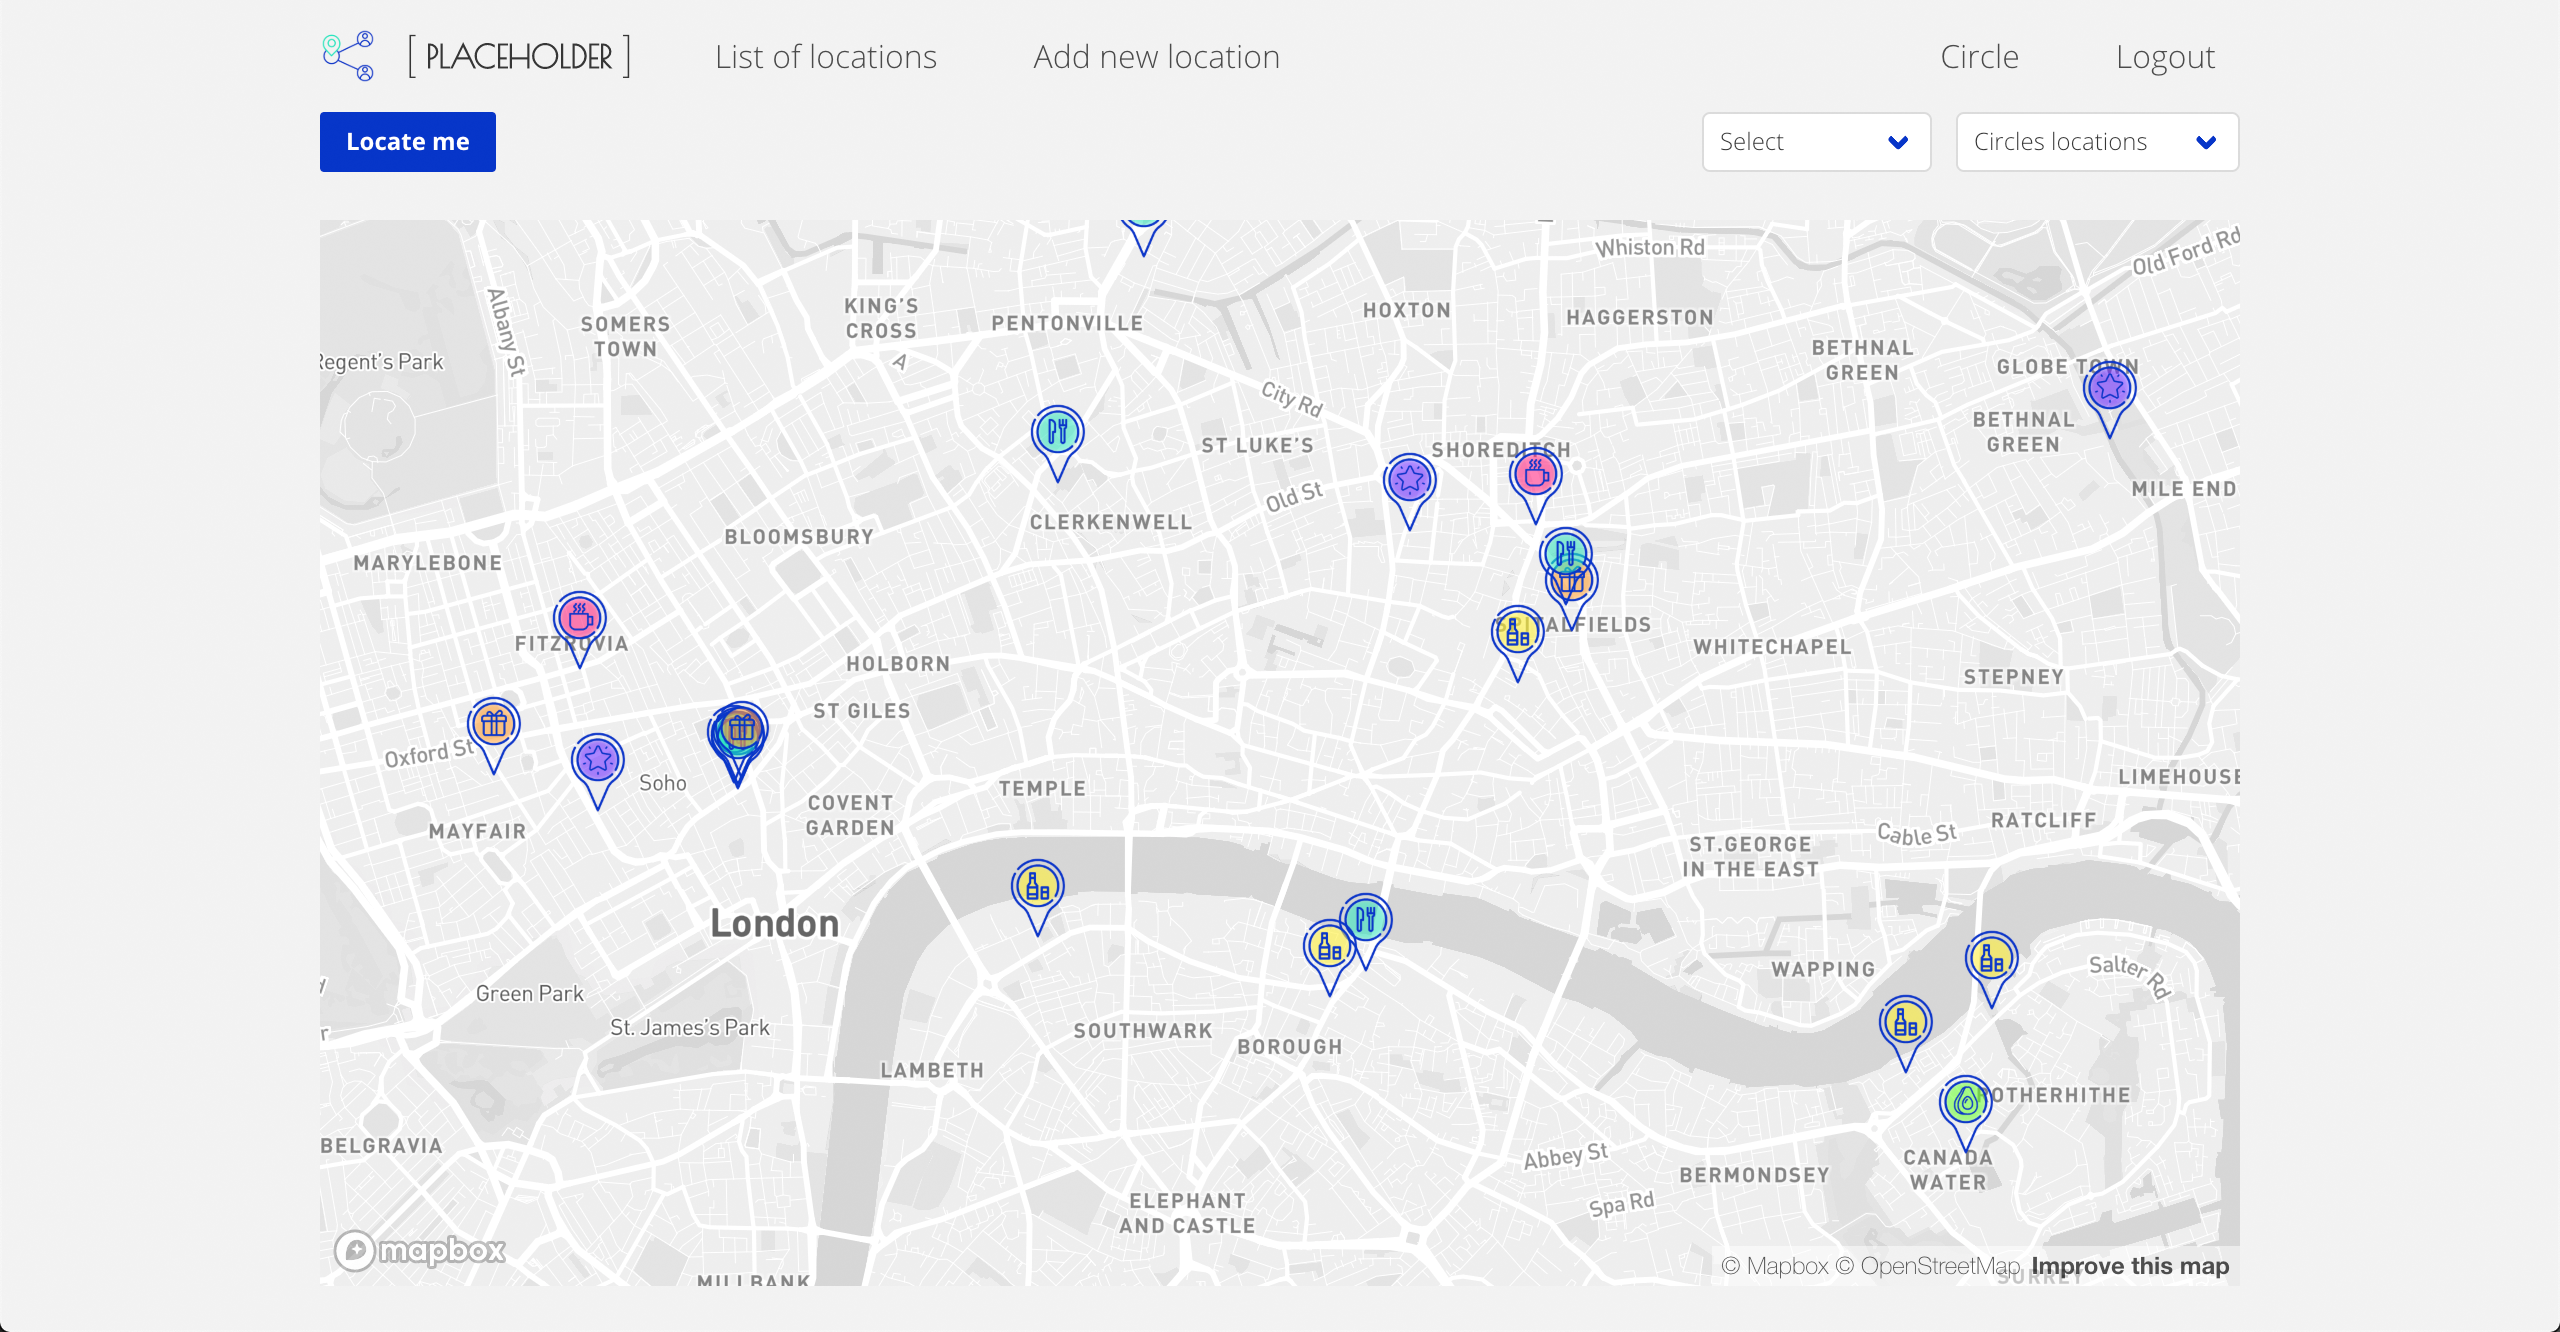 [ PLACEHOLDER ]
List of locations
Add new location
Circle
Logout
Locate me
Select
Circles locations
Whiston Rd
Old Ford Rd
Albany St
KING'S
CROSS
SOMERS
TOWN
PENTONVILLE
HOXTON
HAGGERSTON
BETHNAL
GREEN
Regent's Park
A
GLOBE TOWN
City Rd
BETHNAL
GREEN
ST LUKE'S
SHOREDITCH
Old St
MILE END
CLERKENWELL
BLOOMSBURY
MARYLEBONE
FITZROVIA
SPITALFIELDS
WHITECHAPEL
HOLBORN
STEPNEY
ST GILES
Oxford St
Soho
TEMPLE
LIMEHOUSE
COVENT
GARDEN
MAYFAIR
RATCLIFF
Cable St
ST.GEORGE
IN THE EAST
London
WAPPING
Salter Rd
Green Park
St. James's Park
SOUTHWARK
BOROUGH
LAMBETH
ROTHERHITHE
BELGRAVIA
Abbey St
CANADA
WATER
BERMONDSEY
Spa Rd
ELEPHANT
AND CASTLE
mapbox
MILLBANK
© Mapbox © OpenStreetMap Improve this map
SURREY